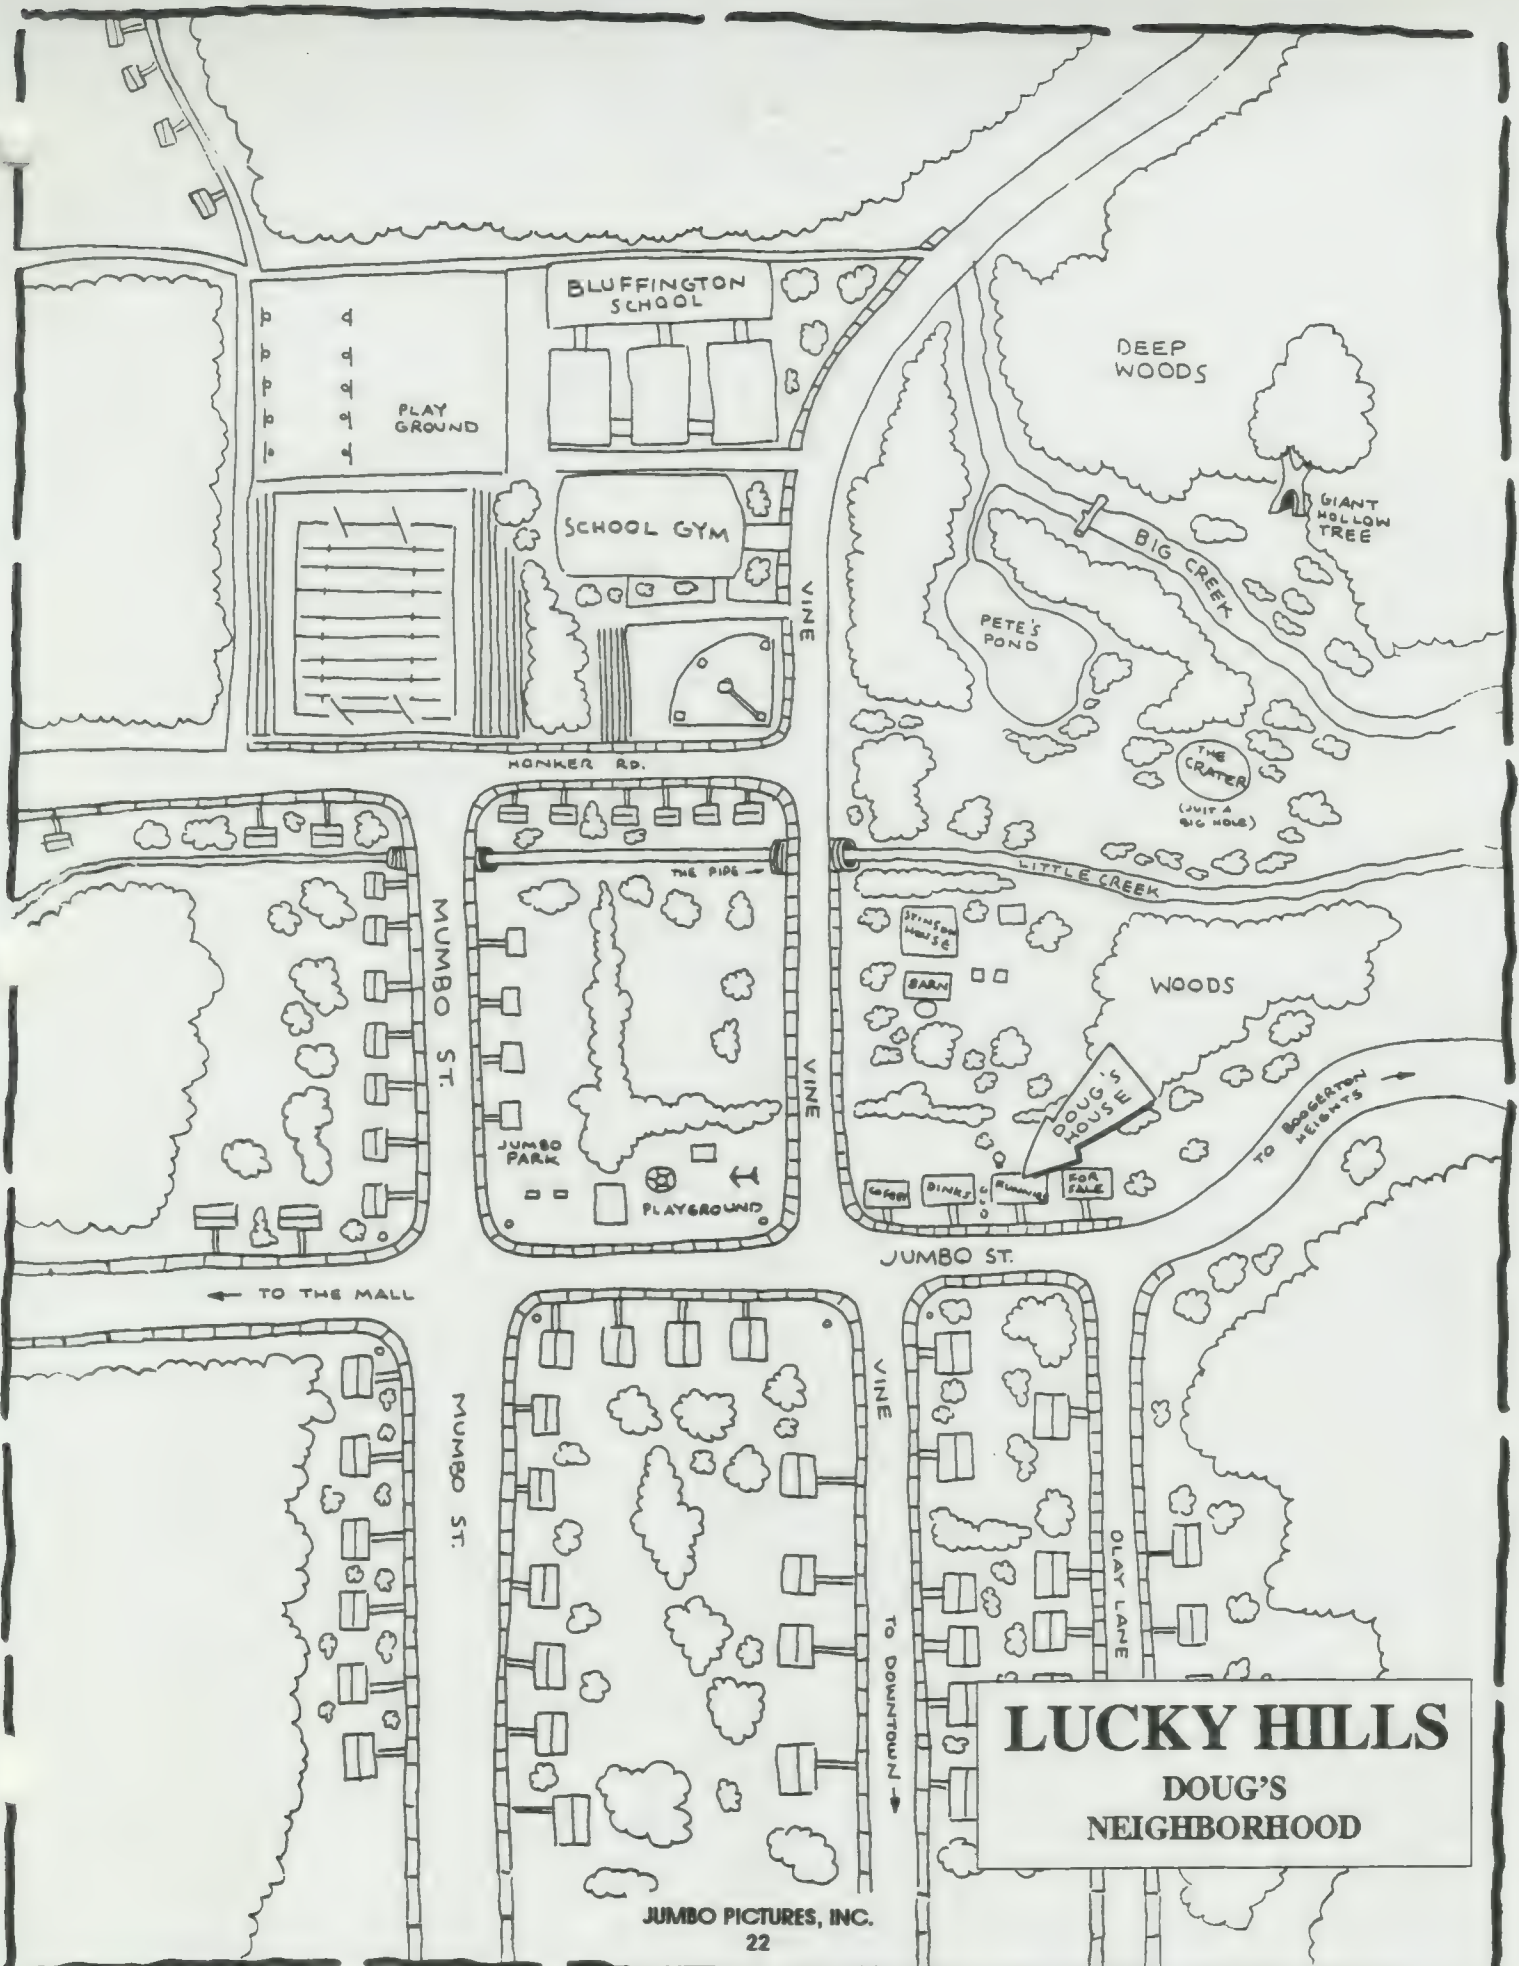 BLUFFINGTON
SCHOOL
PLAY
GROUND
DEEP
WOODS
GIANT
HOLLOW
TREE
SCHOOL GYM
BIG CREEK
VINE
PETE'S
POND
HONKER RD.
THE
CRATER
(JUST A
BIG HOLE)
THE PIPE →
LITTLE CREEK
MUMBO ST.
STINSON
HOUSE
BARN
WOODS
VINE
DOUG'S
HOUSE
TO BOOGERTON →
HEIGHTS
JUMBO
PARK
PLAYGROUND
DINKS
FOR
SALE
JUMBO ST.
← TO THE MALL
VINE
MUMBO ST.
OLAY LANE
TO DOWNTOWN →
LUCKY HILLS
DOUG'S
NEIGHBORHOOD
JUMBO PICTURES, INC.
22